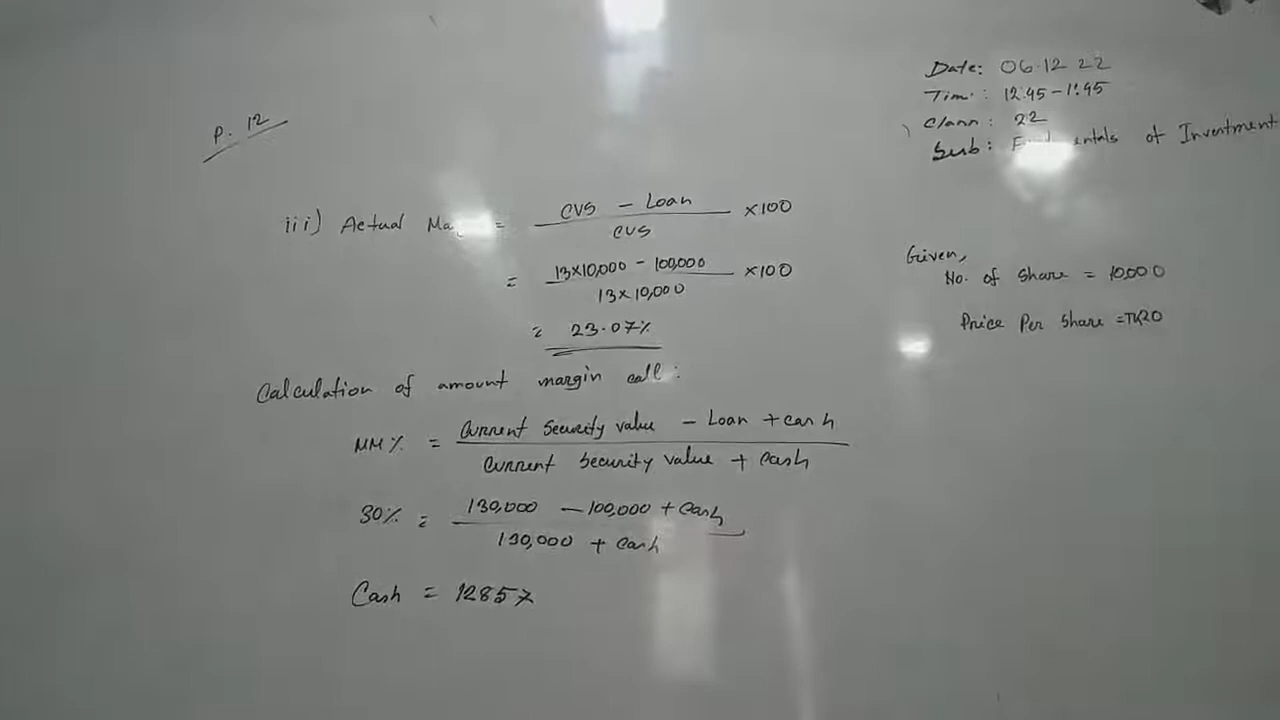 P. 12
Date: 06.12 22
Time: 12.45-1.45
Class: 22
Sub: of Investment
iii) Actual = CVS - Loan ×100
CVS
= 13×10,000 - 100,000 ×100
13×10,000
= 23.07%
Given,
No. of Share = 10,000
Price Per Share = TK20
Calculation of amount margin call:
MM% = Current Security value - Loan + cash
Current Security value + Cash
30% = 130,000 - 100,000 + Cash
130,000 + Cash
Cash = 12857